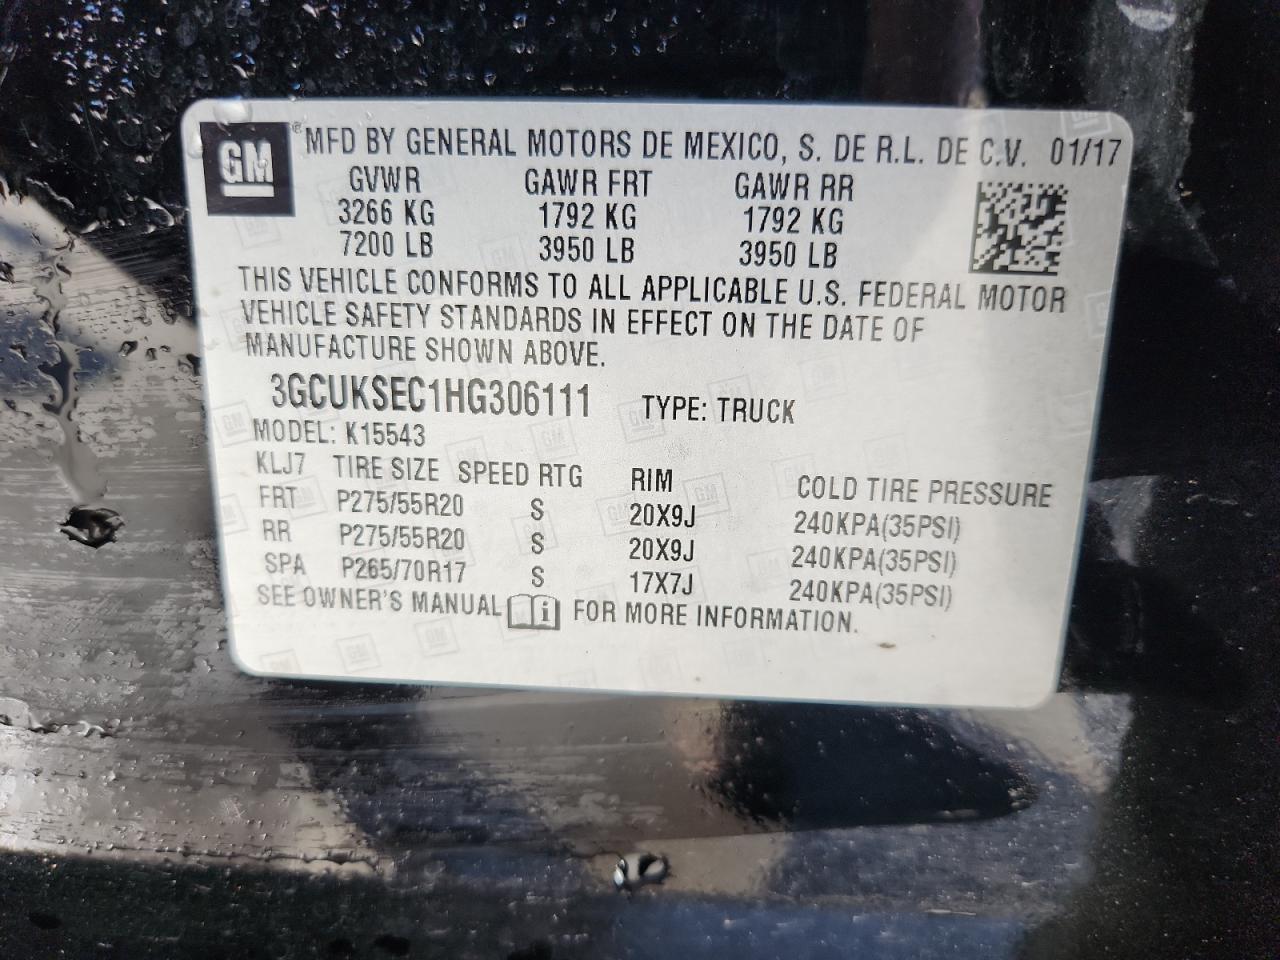 GM® MFD BY GENERAL MOTORS DE MEXICO, S. DE R.L. DE C.V. 01/17
GVWR GAWR FRT GAWR RR
3266 KG 1792 KG 1792 KG
7200 LB 3950 LB 3950 LB
THIS VEHICLE CONFORMS TO ALL APPLICABLE U.S. FEDERAL MOTOR
VEHICLE SAFETY STANDARDS IN EFFECT ON THE DATE OF
MANUFACTURE SHOWN ABOVE.
3GCUKSEC1HG306111 TYPE: TRUCK
MODEL: K15543
KLJ7 TIRE SIZE SPEED RTG RIM COLD TIRE PRESSURE
FRT P275/55R20 S 20X9J 240KPA(35PSI)
RR P275/55R20 S 20X9J 240KPA(35PSI)
SPA P265/70R17 S 17X7J 240KPA(35PSI)
SEE OWNER'S MANUAL FOR MORE INFORMATION.